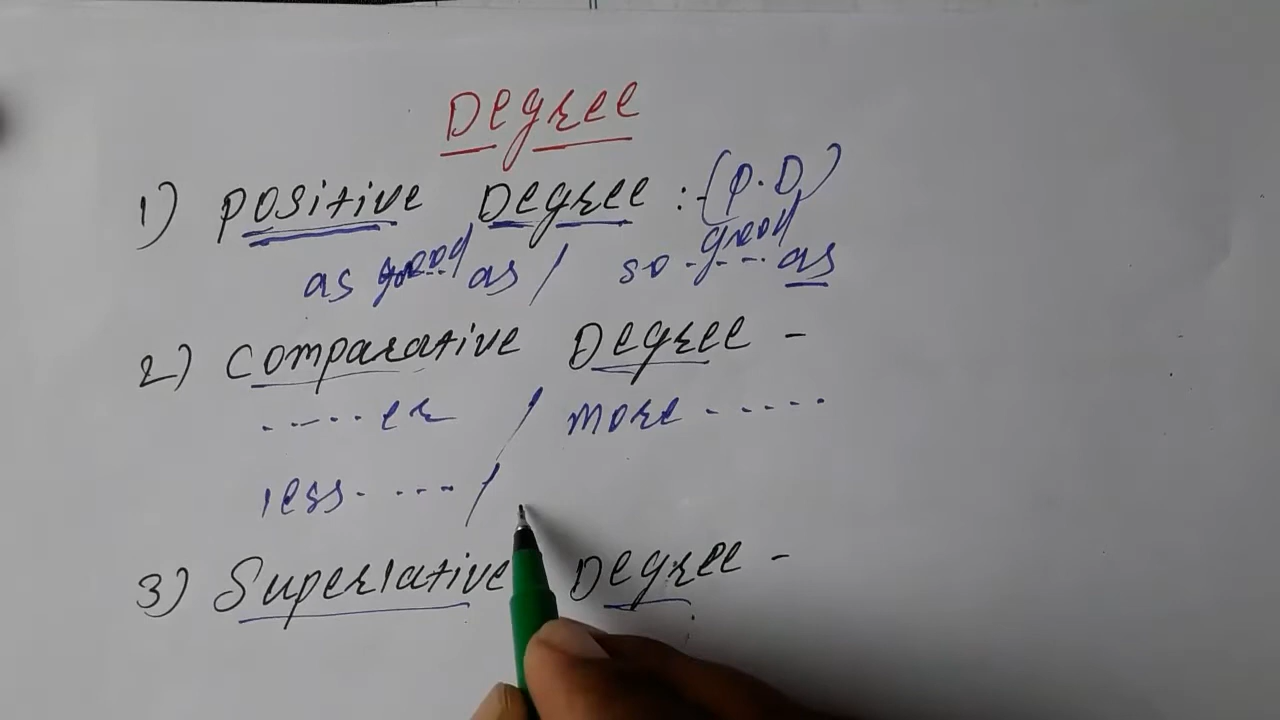 Degree
1) Positive Degree :- (P.D)
as good as / so good as
2) Comparative Degree -
.....er / more .....
less ..... /
3) Superlative Degree -